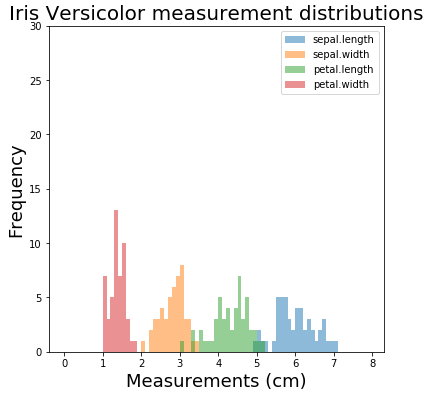 Iris Versicolor measurement distributions
30
25
20
15
10
5
0
Frequency
sepal.length
sepal.width
petal.length
petal.width
0 1 2 3 4 5 6 7 8
Measurements (cm)